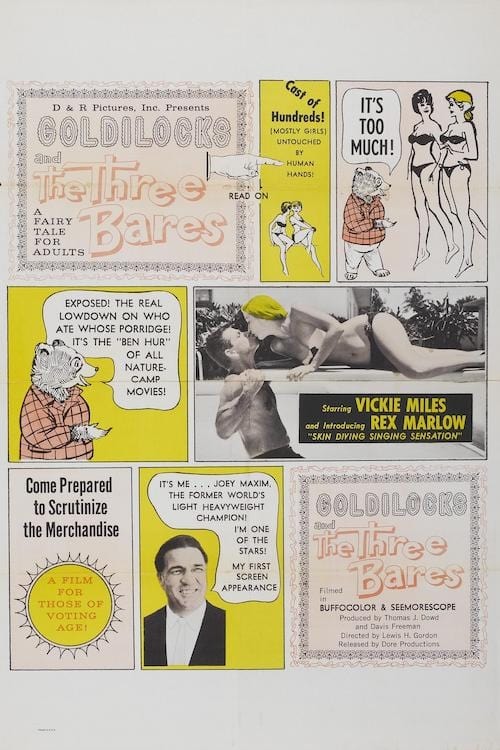 D & R Pictures, Inc. Presents
GOLDILOCKS
and
The Three
Bares
A
FAIRY
TALE
FOR
ADULTS
READ ON
Cast of
Hundreds!
(MOSTLY GIRLS)
UNTOUCHED
BY
HUMAN
HANDS!
IT'S
TOO
MUCH!
EXPOSED! THE REAL
LOWDOWN ON WHO
ATE WHOSE PORRIDGE!
IT'S THE "BEN HUR"
OF ALL
NATURE-
CAMP
MOVIES!
Starring VICKIE MILES
and Introducing REX MARLOW
"SKIN DIVING SINGING SENSATION"
Come Prepared
to Scrutinize
the Merchandise
A FILM
FOR
THOSE OF
VOTING
AGE!
IT'S ME . . . JOEY MAXIM,
THE FORMER WORLD'S
LIGHT HEAVYWEIGHT
CHAMPION!
I'M ONE
OF THE
STARS!
MY FIRST
SCREEN
APPEARANCE
GOLDILOCKS
and
The Three
Bares
Filmed
in
BUFFOCOLOR & SEEMORESCOPE
Produced by Thomas J. Dowd
and Davis Freeman
Directed by Lewis H. Gordon
Released by Dore Productions